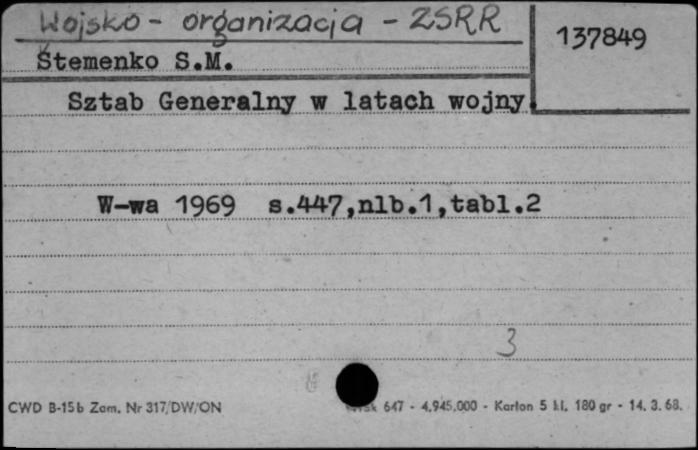 Wojsko - organizacja - ZSRR
137849
Štemenko S.M.
Sztab Generalny w latach wojny.
W-wa 1969 s.447,nlb.1,tabl.2
3
CWD B-15b Zam. Nr 317/DW/ON
647 - 4.945.000 - Karton 5 kl. 180 gr - 14. 3. 68.